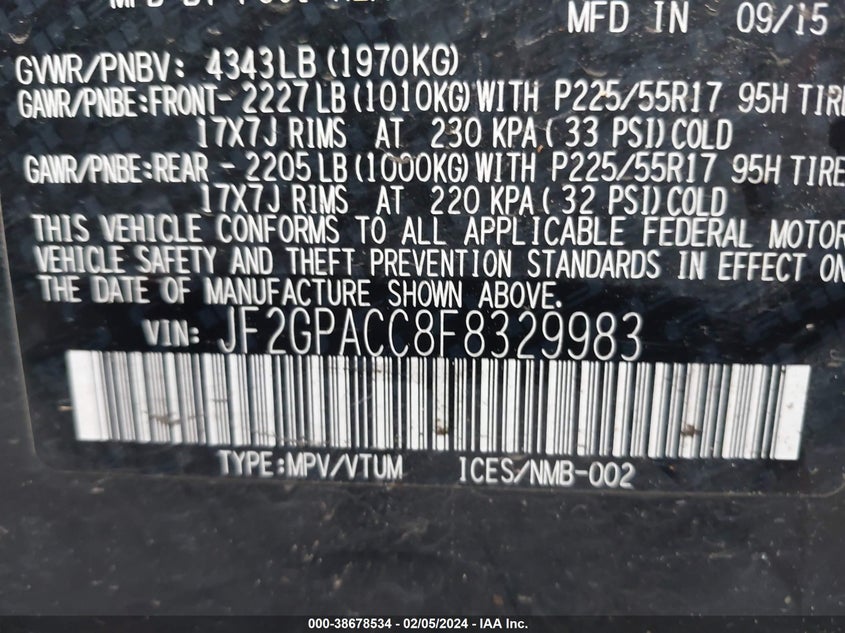 MFD IN 09/15
GVWR/PNBV: 4343LB (1970KG)
GAWR/PNBE:FRONT- 2227LB(1010KG)WITH P225/55R17 95H TIRE
17X7J RIMS AT 230 KPA( 33 PSI)COLD
GAWR/PNBE:REAR - 2205LB(1000KG)WITH P225/55R17 95H TIRE
17X7J RIMS AT 220 KPA( 32 PSI)COLD
THIS VEHICLE CONFORMS TO ALL APPLICABLE FEDERAL MOTOR
VEHICLE SAFETY AND THEFT PREVENTION STANDARDS IN EFFECT ON
THE DATE OF MANUFACTURE SHOWN ABOVE.
VIN: JF2GPACC8F8329983
TYPE:MPV/VTUM ICES/NMB-002
000-38678534 - 02/05/2024 - IAA Inc.